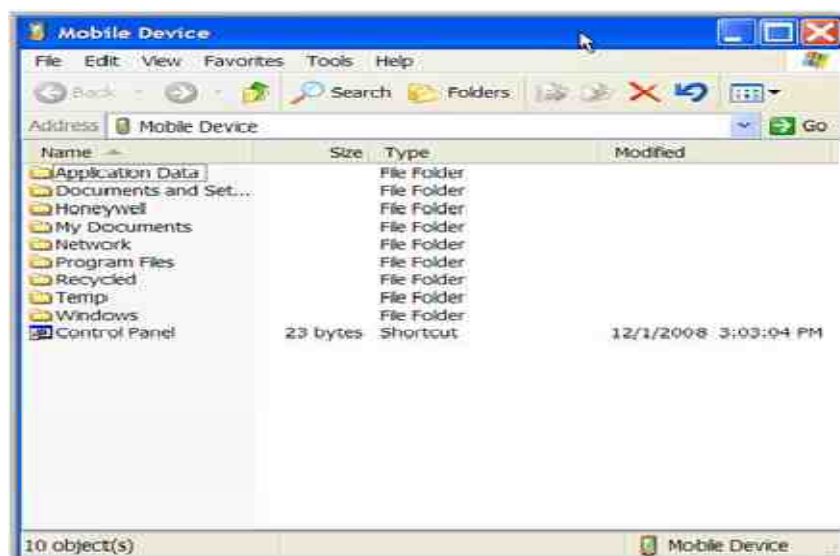 Mobile Device
File Edit View Favorites Tools Help
Back Search Folders
Address Mobile Device Go
Name Size Type Modified
Application Data File Folder
Documents and Set... File Folder
Honeywell File Folder
My Documents File Folder
Network File Folder
Program Files File Folder
Recycled File Folder
Temp File Folder
Windows File Folder
Control Panel 23 bytes Shortcut 12/1/2008 3:03:04 PM
10 object(s) Mobile Device